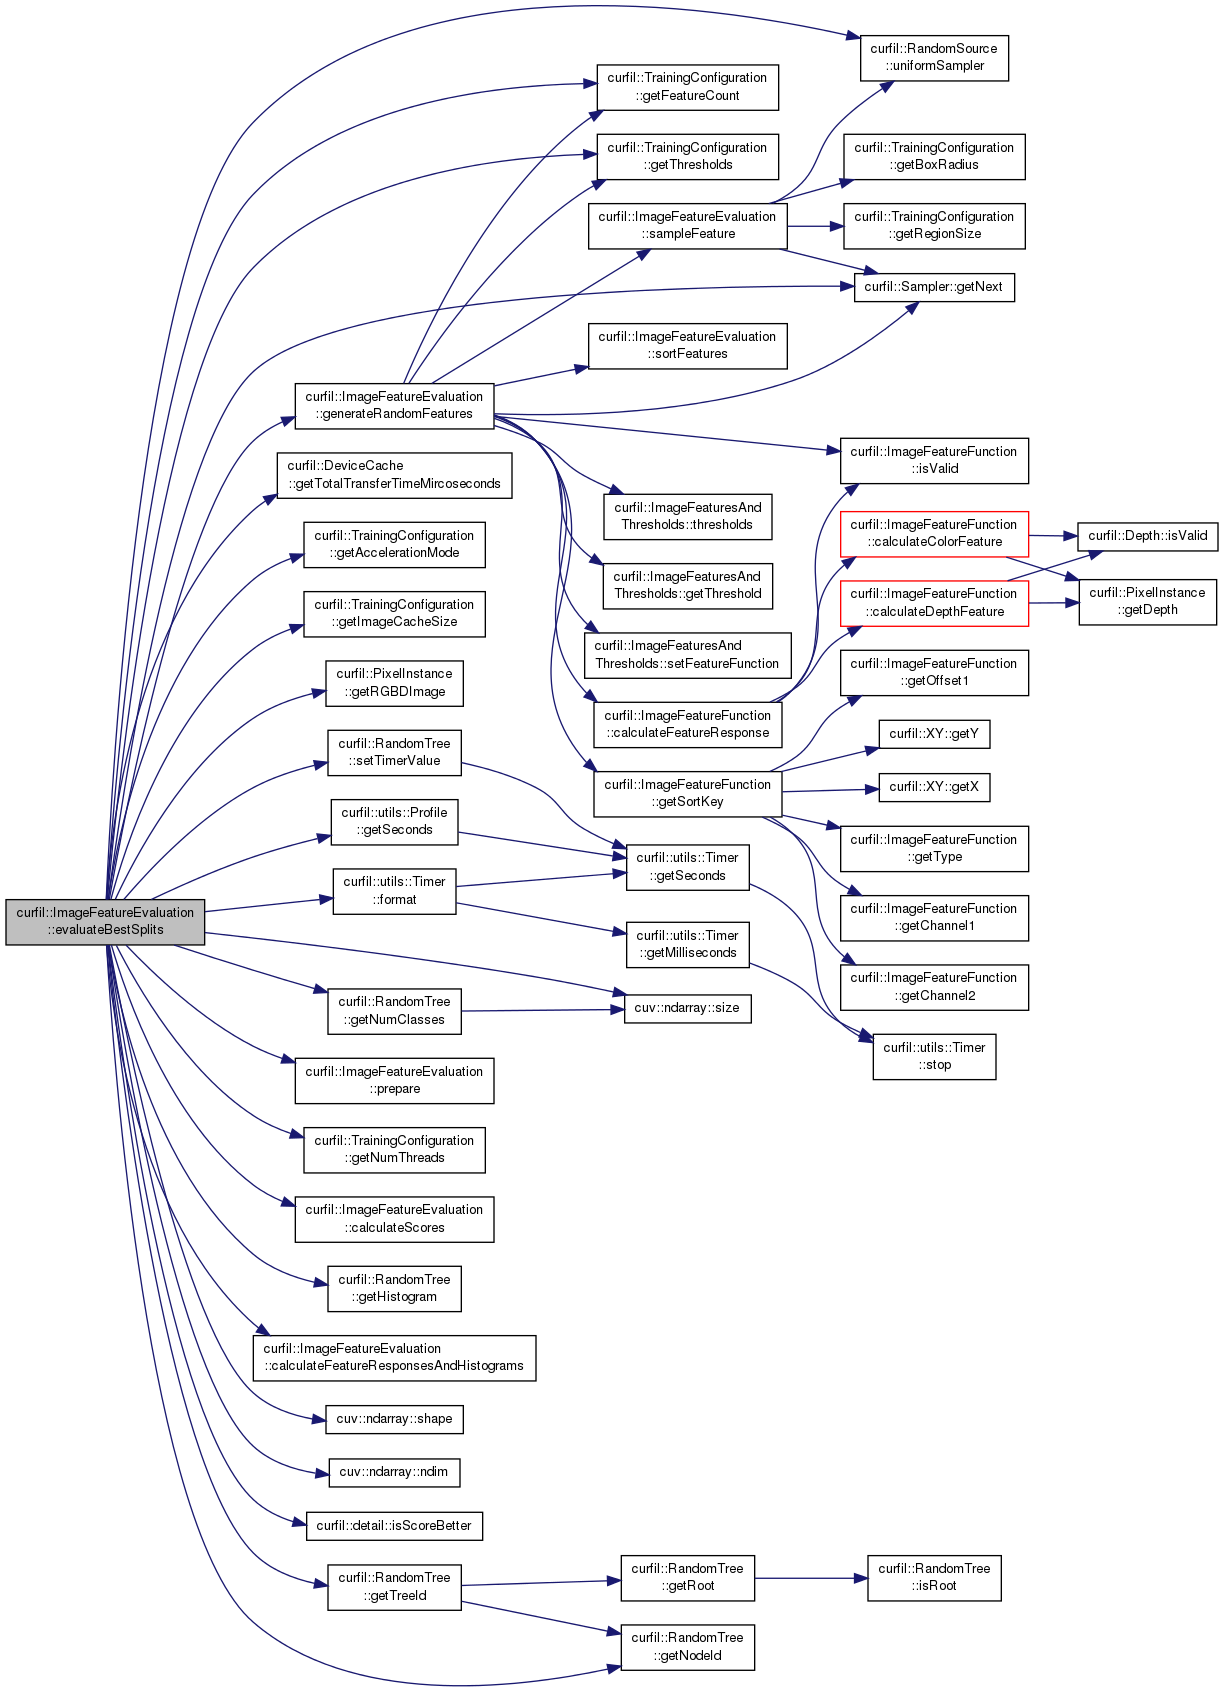 curfil::RandomSource
::uniformSampler
curfil::TrainingConfiguration
::getFeatureCount
curfil::TrainingConfiguration
::getThresholds
curfil::TrainingConfiguration
::getBoxRadius
curfil::ImageFeatureEvaluation
::sampleFeature
curfil::TrainingConfiguration
::getRegionSize
curfil::Sampler::getNext
curfil::ImageFeatureEvaluation
::sortFeatures
curfil::ImageFeatureEvaluation
::generateRandomFeatures
curfil::ImageFeatureFunction
::isValid
curfil::DeviceCache
::getTotalTransferTimeMircoseconds
curfil::ImageFeaturesAnd
Thresholds::thresholds
curfil::ImageFeatureFunction
::calculateColorFeature
curfil::Depth::isValid
curfil::TrainingConfiguration
::getAccelerationMode
curfil::ImageFeaturesAnd
Thresholds::getThreshold
curfil::ImageFeatureFunction
::calculateDepthFeature
curfil::PixelInstance
::getDepth
curfil::TrainingConfiguration
::getImageCacheSize
curfil::ImageFeaturesAnd
Thresholds::setFeatureFunction
curfil::ImageFeatureFunction
::getOffset1
curfil::PixelInstance
::getRGBDImage
curfil::ImageFeatureFunction
::calculateFeatureResponse
curfil::XY::getY
curfil::RandomTree
::setTimerValue
curfil::ImageFeatureFunction
::getSortKey
curfil::XY::getX
curfil::utils::Profile
::getSeconds
curfil::ImageFeatureFunction
::getType
curfil::utils::Timer
::getSeconds
curfil::utils::Timer
::format
curfil::ImageFeatureFunction
::getChannel1
curfil::ImageFeatureEvaluation
::evaluateBestSplits
curfil::utils::Timer
::getMilliseconds
curfil::ImageFeatureFunction
::getChannel2
curfil::RandomTree
::getNumClasses
cuv::ndarray::size
curfil::utils::Timer
::stop
curfil::ImageFeatureEvaluation
::prepare
curfil::TrainingConfiguration
::getNumThreads
curfil::ImageFeatureEvaluation
::calculateScores
curfil::RandomTree
::getHistogram
curfil::ImageFeatureEvaluation
::calculateFeatureResponsesAndHistograms
cuv::ndarray::shape
cuv::ndarray::ndim
curfil::detail::isScoreBetter
curfil::RandomTree
::getTreeId
curfil::RandomTree
::getRoot
curfil::RandomTree
::isRoot
curfil::RandomTree
::getNodeId